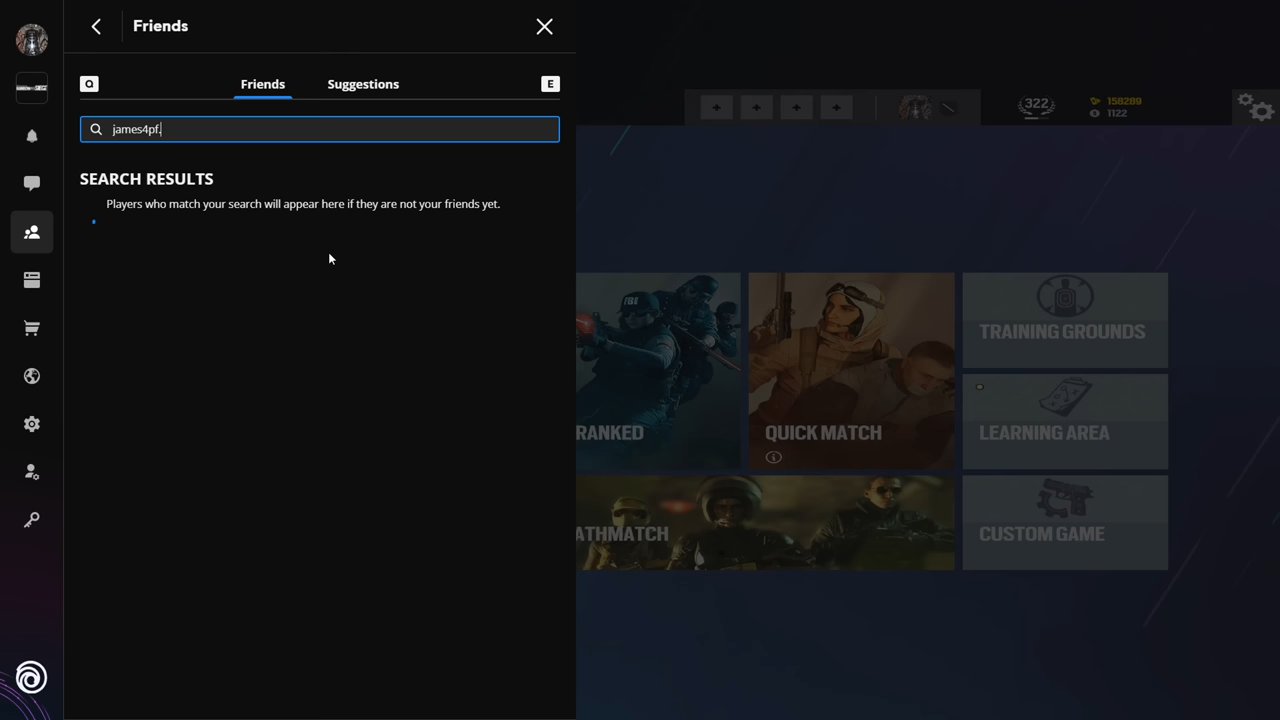 Friends
Q
Friends
Suggestions
E
james4pf.
SEARCH RESULTS
Players who match your search will appear here if they are not your friends yet.
322
158289
1122
FBI
RANKED
QUICK MATCH
TRAINING GROUNDS
LEARNING AREA
ATHMATCH
CUSTOM GAME